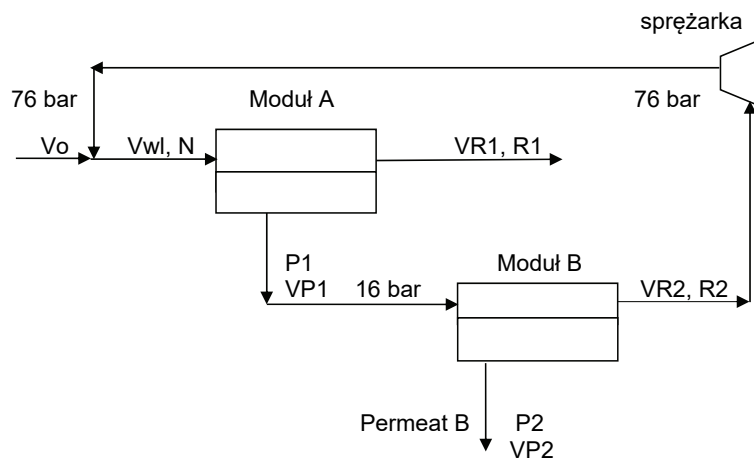 sprężarka
76 bar
Moduł A
76 bar
Vo
Vwl, N
VR1, R1
P1
VP1
16 bar
Moduł B
VR2, R2
Permeat B
P2
VP2